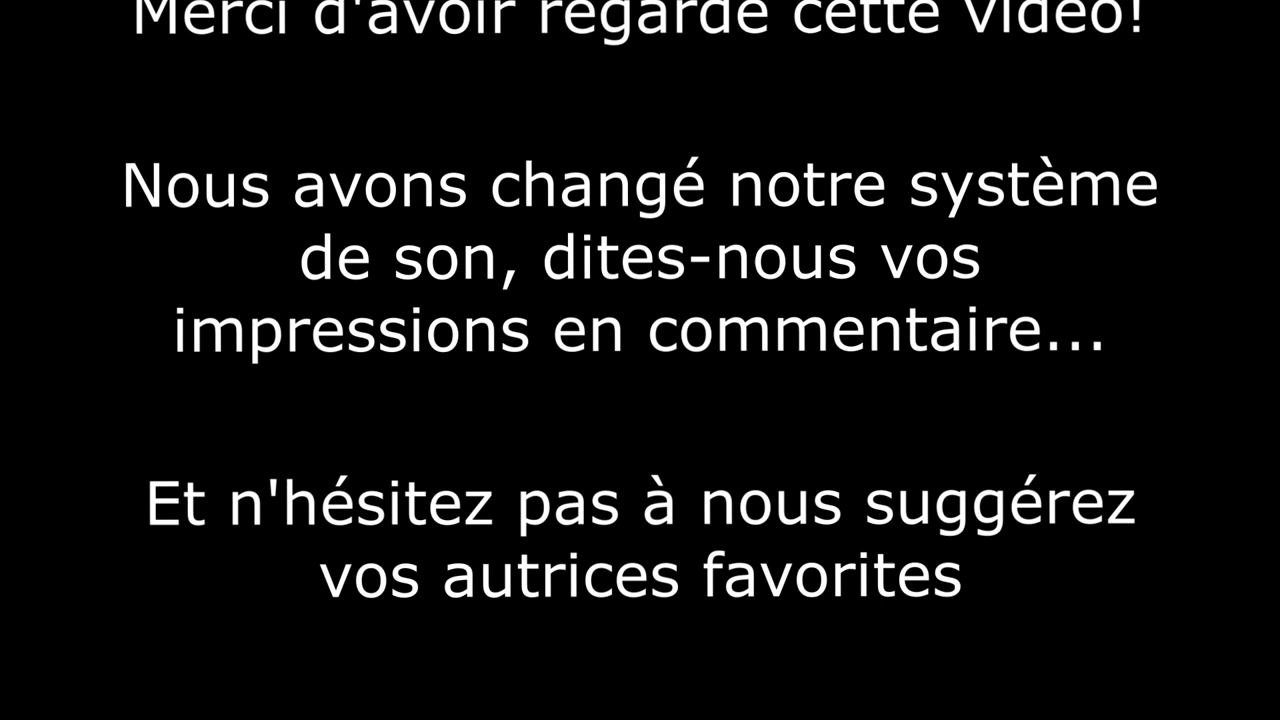 Merci d'avoir regardé cette vidéo!
Nous avons changé notre système
de son, dites-nous vos
impressions en commentaire...
Et n'hésitez pas à nous suggérez
vos autrices favorites